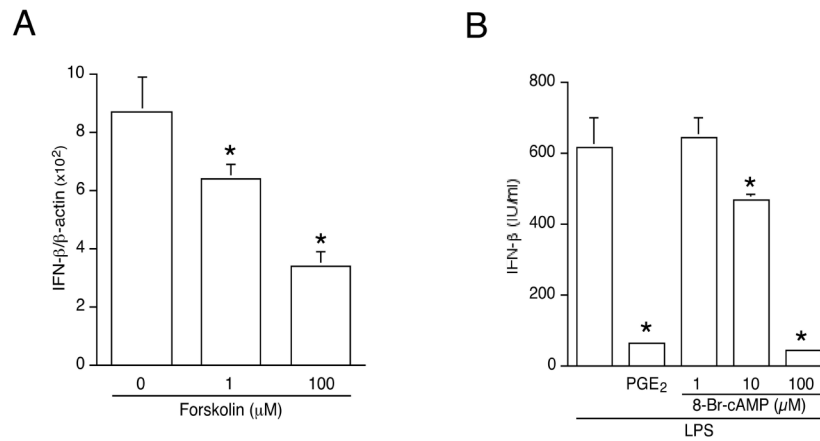 A
IFN-β/β-actin (x10²)
10
8
6
4
2
0
*
*
0 1 100
Forskolin (μM)
B
IFN-β (IU/ml)
800
600
400
200
0
*
*
*
PGE₂ 1 10 100
8-Br-cAMP (μM)
LPS